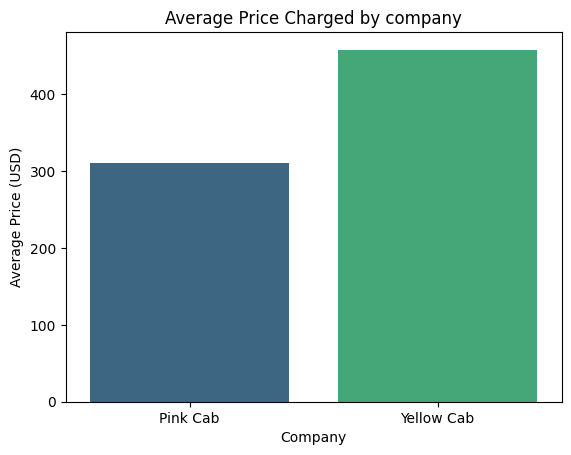 Average Price Charged by company
Average Price (USD)
400
300
200
100
0
Pink Cab
Yellow Cab
Company